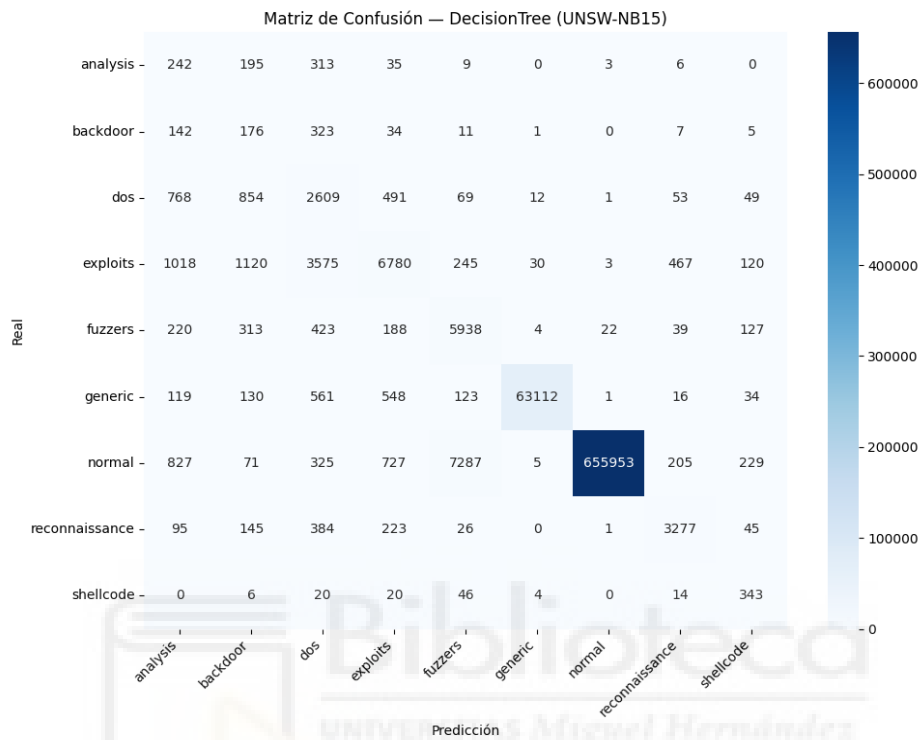 Matriz de Confusión — DecisionTree (UNSW-NB15)
analysis 242 195 313 35 9 0 3 6 0
backdoor 142 176 323 34 11 1 0 7 5
dos 768 854 2609 491 69 12 1 53 49
exploits 1018 1120 3575 6780 245 30 3 467 120
fuzzers 220 313 423 188 5938 4 22 39 127
generic 119 130 561 548 123 63112 1 16 34
normal 827 71 325 727 7287 5 655953 205 229
reconnaissance 95 145 384 223 26 0 1 3277 45
shellcode 0 6 20 20 46 4 0 14 343
analysis backdoor dos exploits fuzzers generic normal reconnaissance shellcode
Predicción
Real
600000
500000
400000
300000
200000
100000
0
Biblioteca
UNIVERSITAS Miguel Hernández